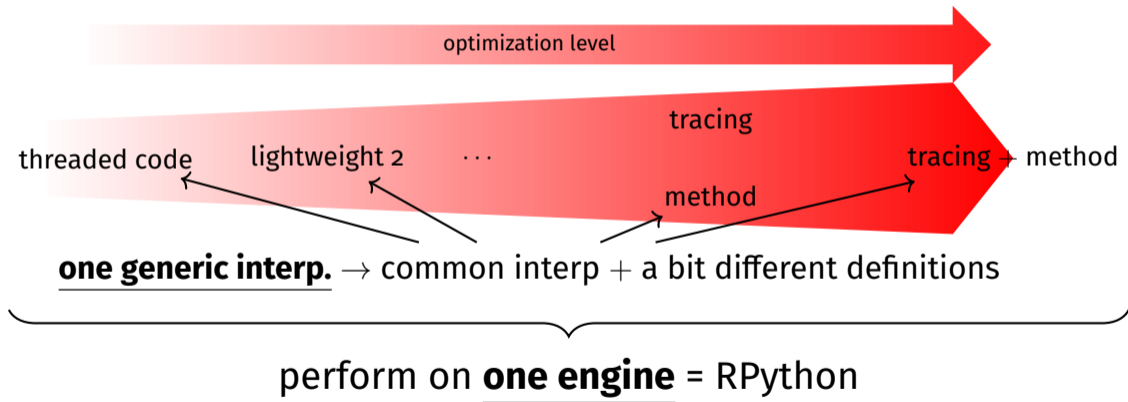 optimization level
tracing
threaded code lightweight 2 ... tracing + method
method
one generic interp. → common interp + a bit different definitions
perform on one engine = RPython